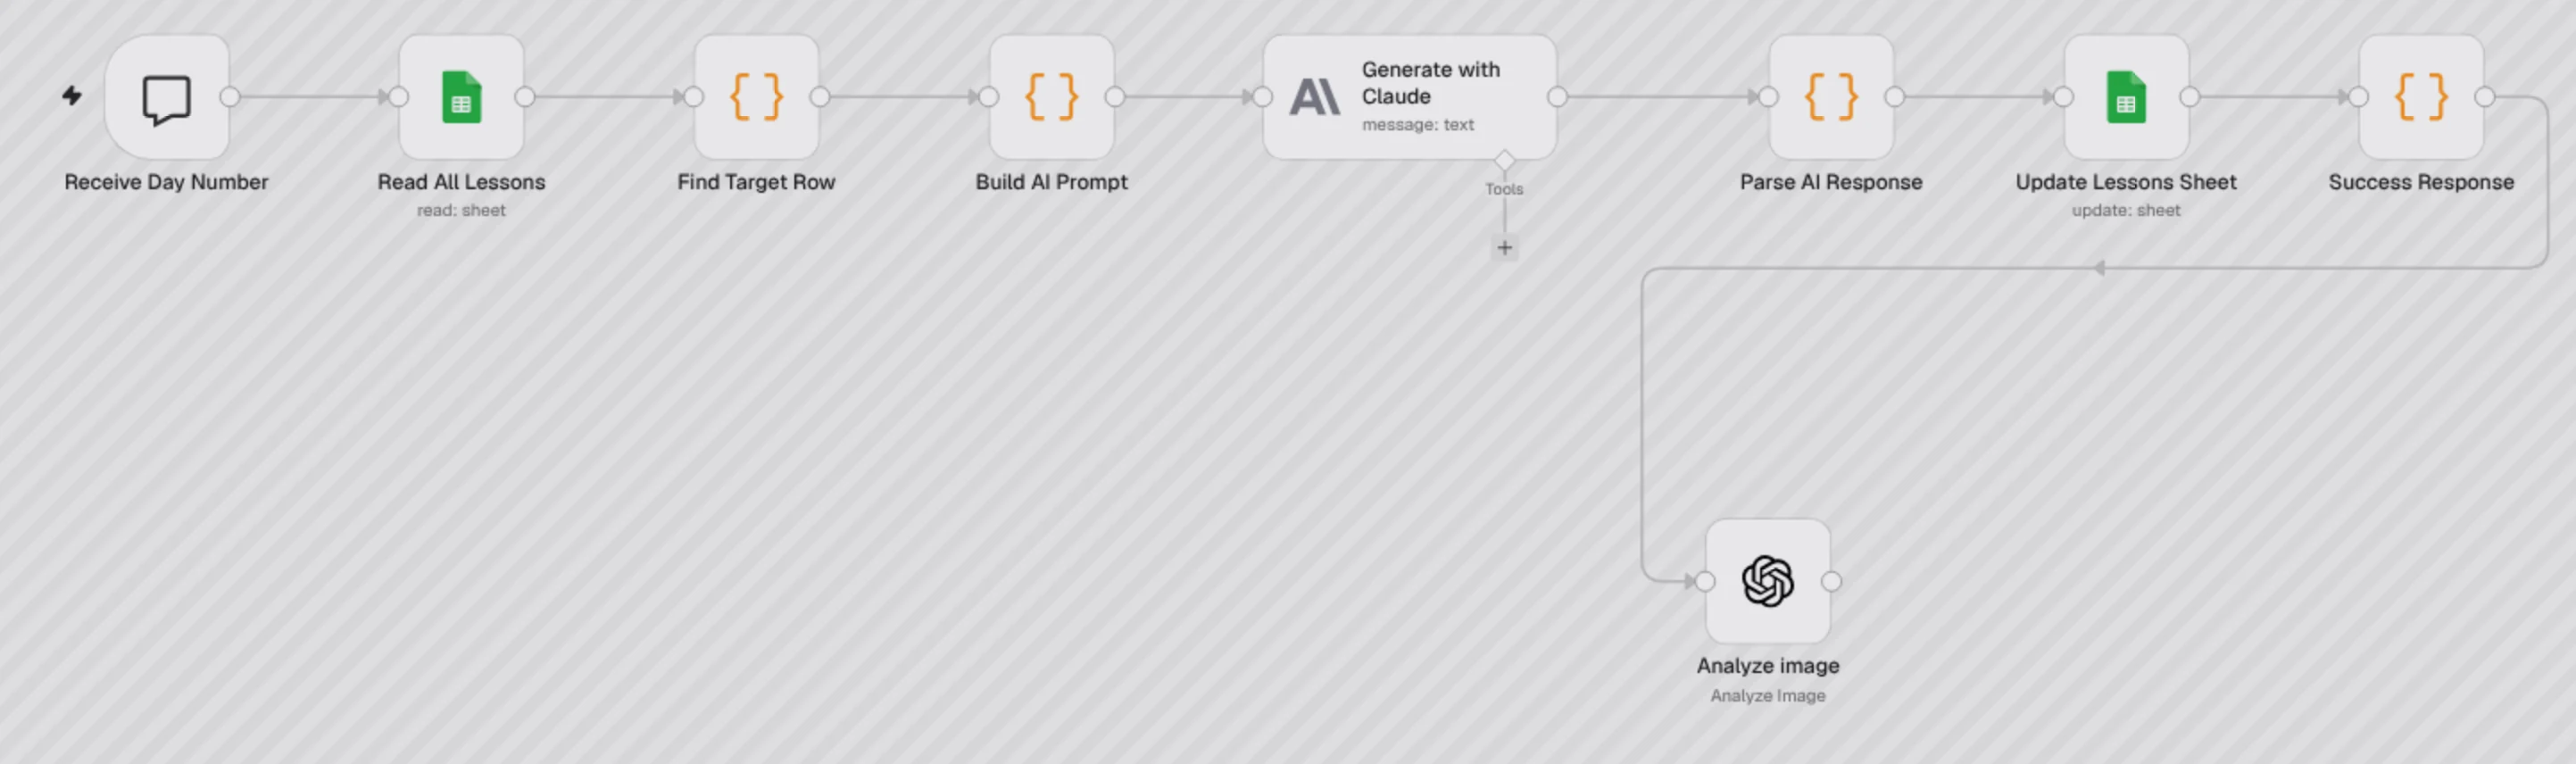 Receive Day Number
Read All Lessons
read: sheet
Find Target Row
Build AI Prompt
Generate with
Claude
message: text
Tools
Parse AI Response
Update Lessons Sheet
update: sheet
Success Response
Analyze image
Analyze Image